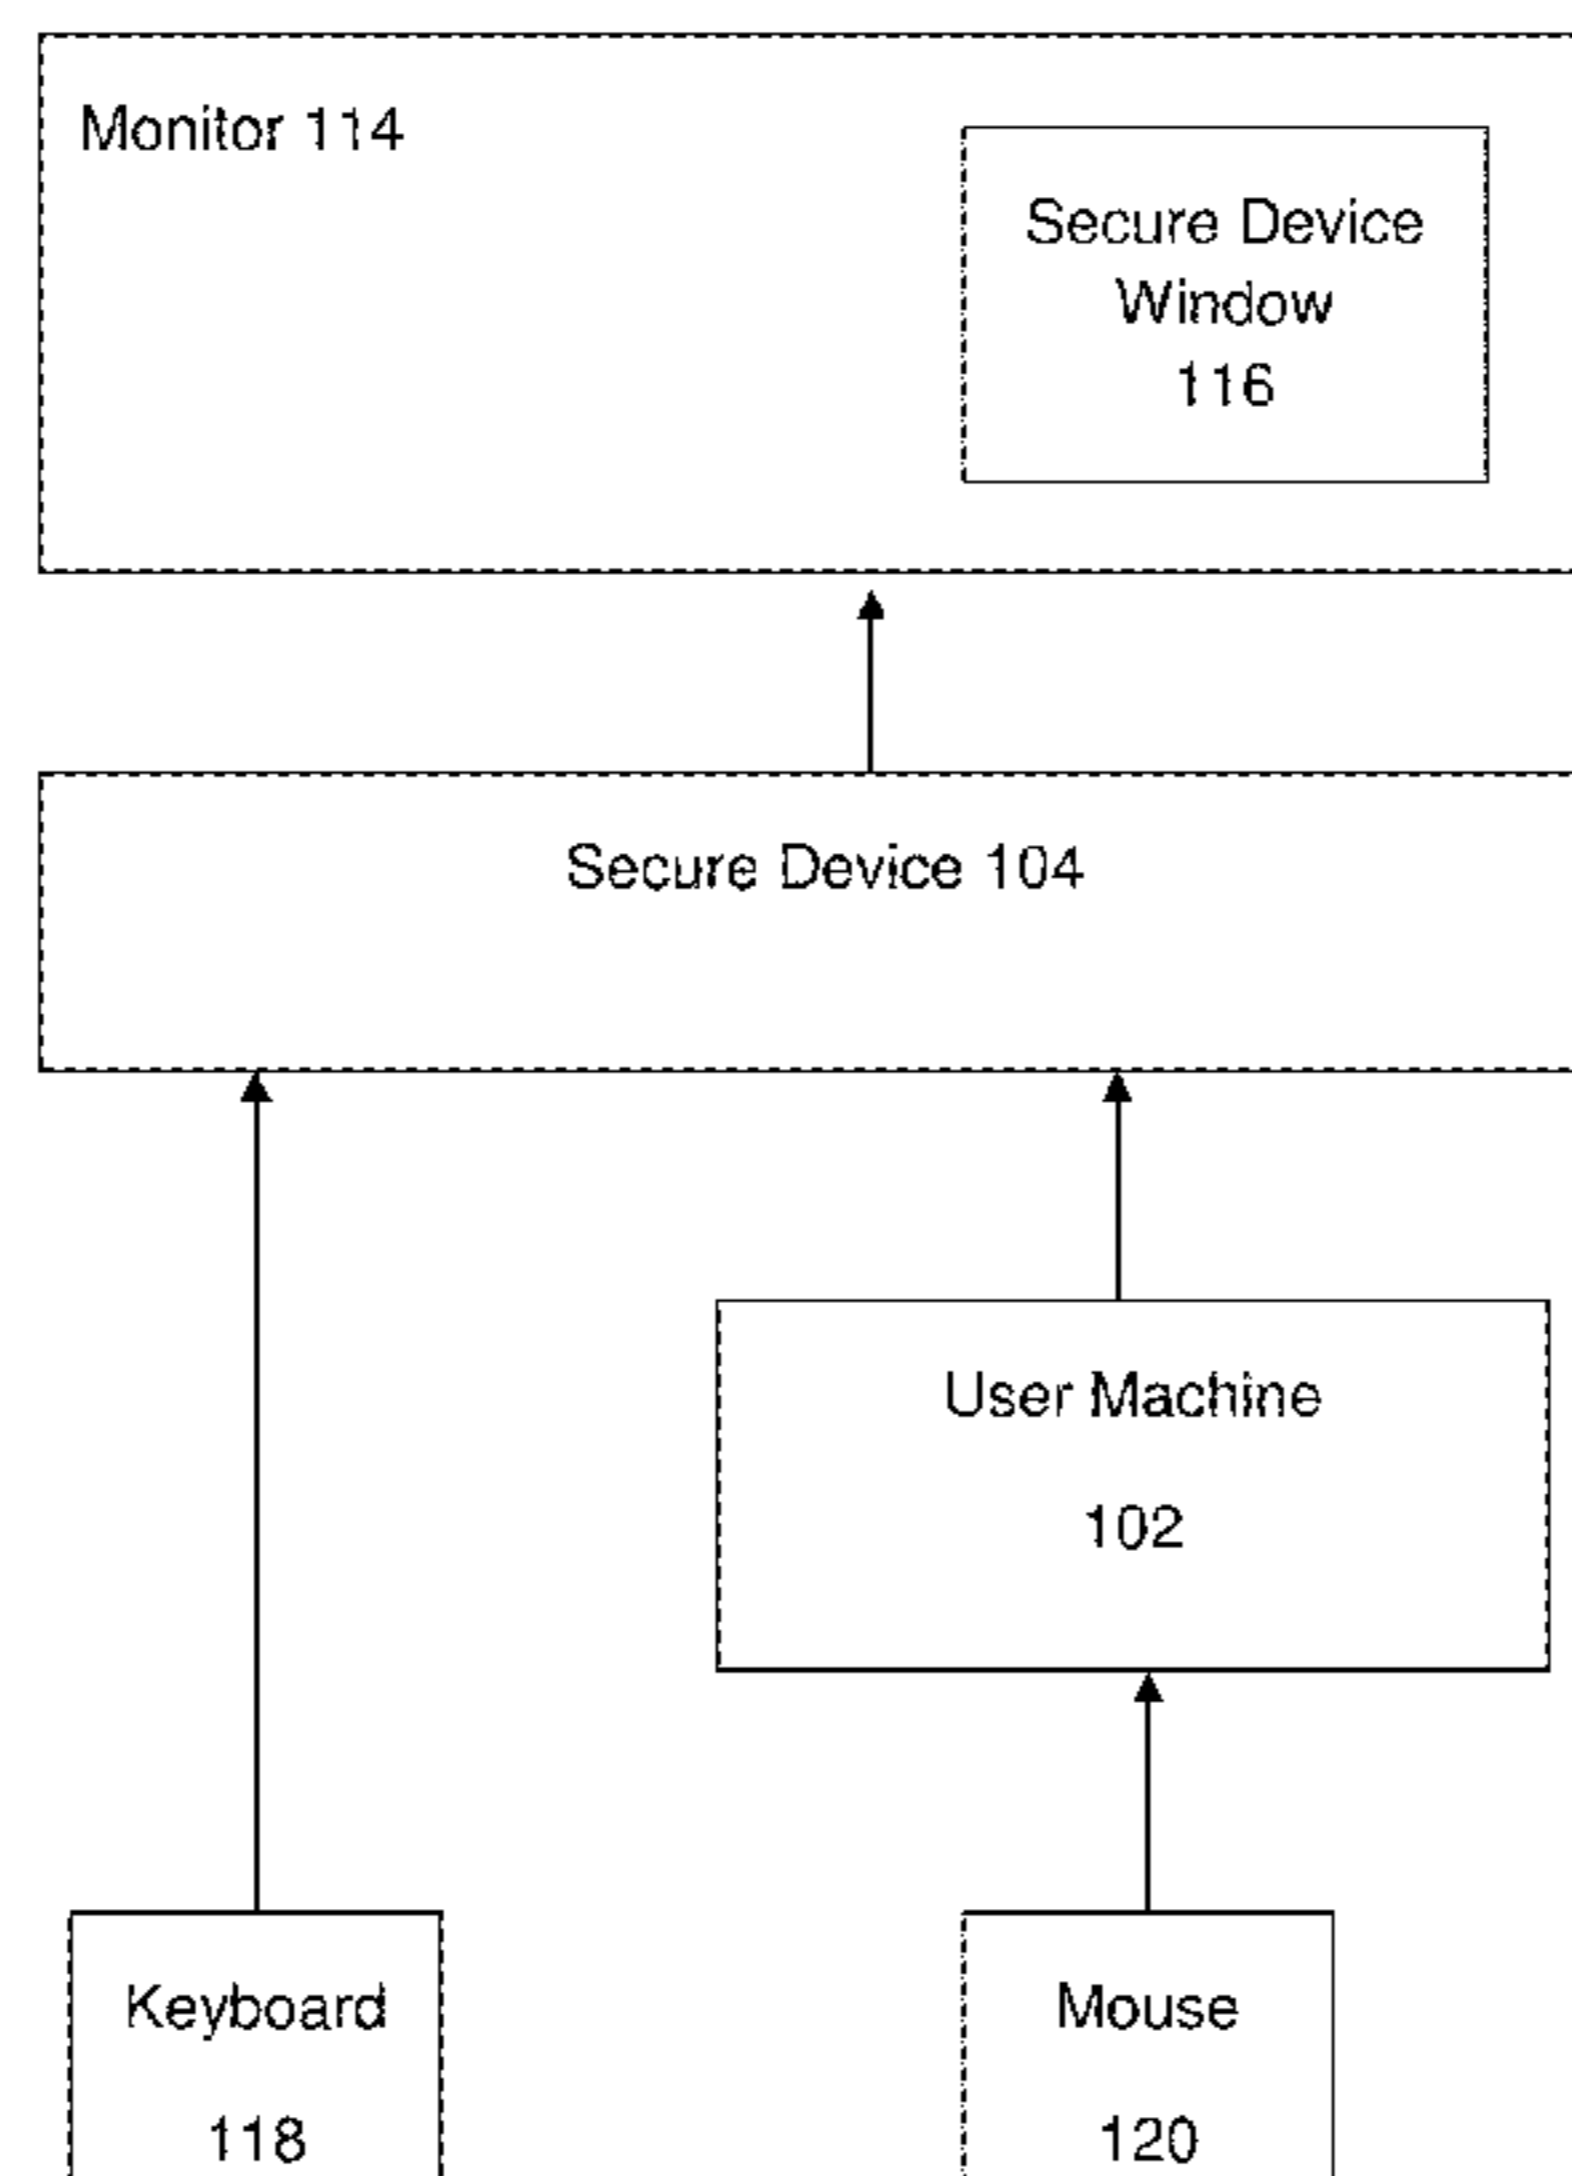 Monitor 114
Secure Device
Window
116
Secure Device 104
User Machine
102
Keyboard
118
Mouse
120